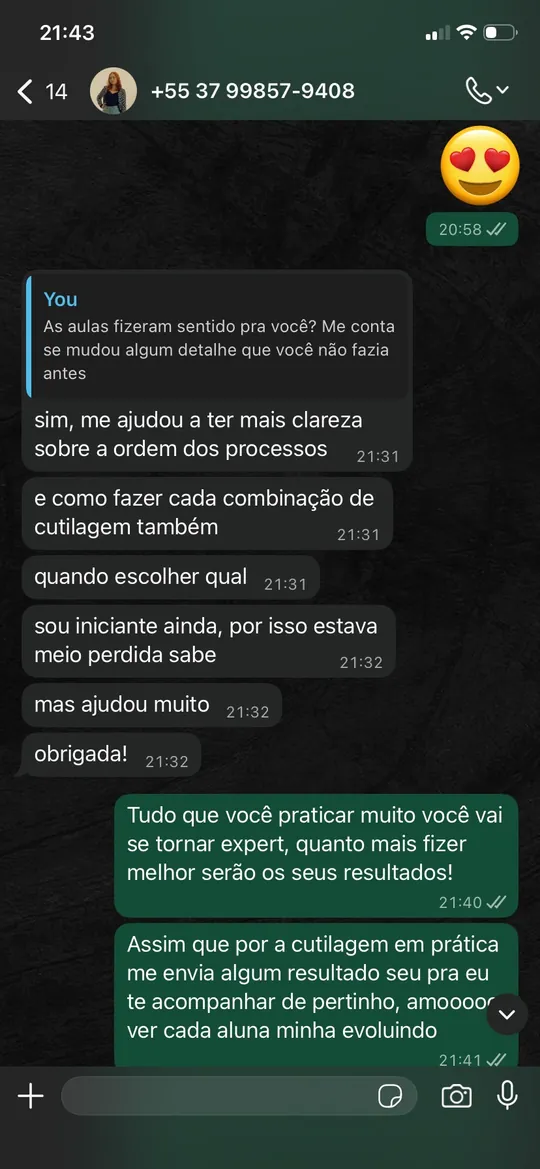 21:43
14
+55 37 99857-9408
20:58
You
As aulas fizeram sentido pra você? Me conta
se mudou algum detalhe que você não fazia
antes
sim, me ajudou a ter mais clareza
sobre a ordem dos processos 21:31
e como fazer cada combinação de
cutilagem também 21:31
quando escolher qual 21:31
sou iniciante ainda, por isso estava
meio perdida sabe 21:32
mas ajudou muito 21:32
obrigada! 21:32
Tudo que você praticar muito você vai
se tornar expert, quanto mais fizer
melhor serão os seus resultados!
21:40
Assim que por a cutilagem em prática
me envia algum resultado seu pra eu
te acompanhar de pertinho, amooooo
ver cada aluna minha evoluindo
21:41